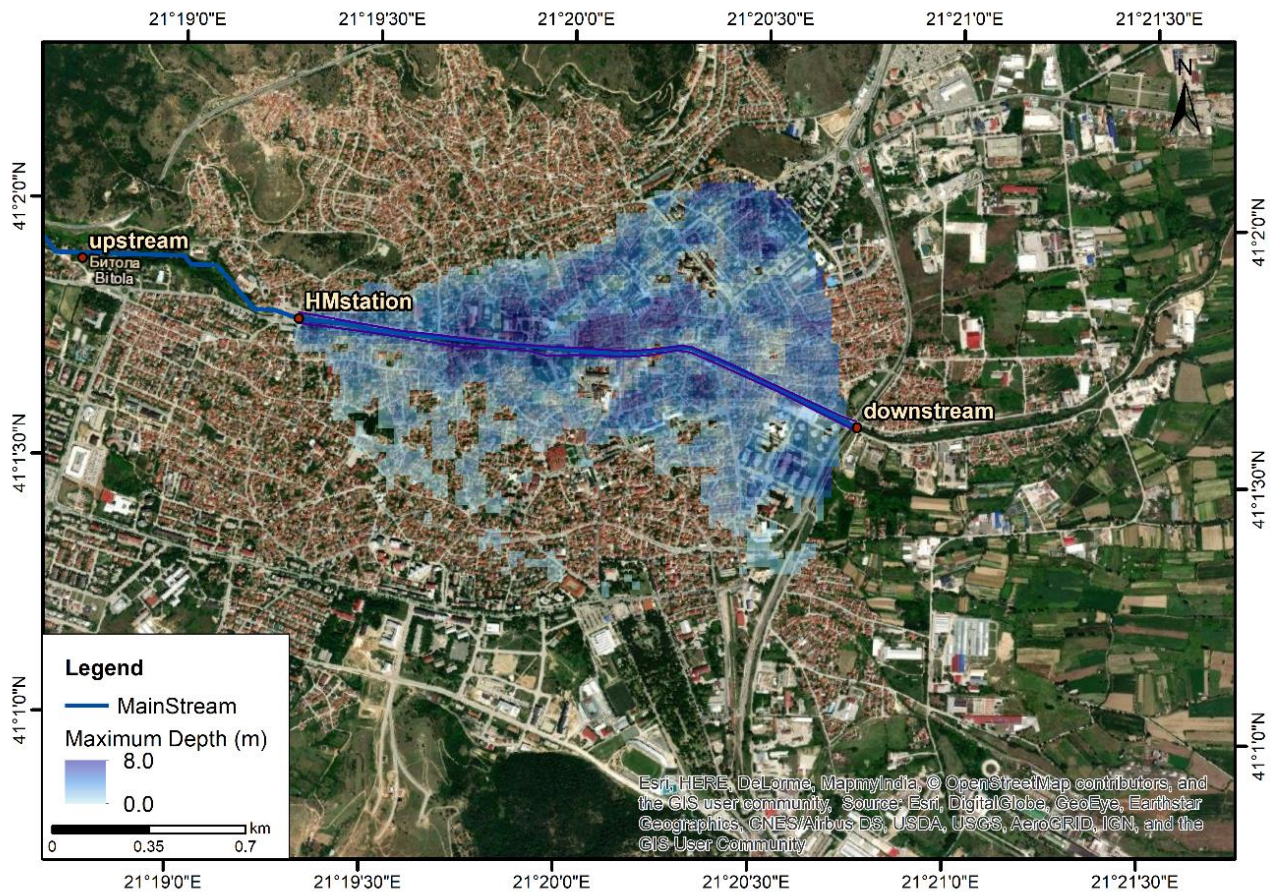 21°19'0"E 21°19'30"E 21°20'0"E 21°20'30"E 21°21'0"E 21°21'30"E
N
41°2'0"N
41°2'0"N
upstream
Битола
Bitola
HMstation
downstream
41°1'30"N
41°1'30"N
41°1'0"N
41°1'0"N
Legend
MainStream
Maximum Depth (m)
8.0
0.0
km
0 0.35 0.7
Esri, HERE, DeLorme, MapmyIndia, © OpenStreetMap contributors, and
the GIS user community, Source: Esri, DigitalGlobe, GeoEye, Earthstar
Geographics, CNES/Airbus DS, USDA, USGS, AeroGRID, IGN, and the
GIS User Community
21°19'0"E 21°19'30"E 21°20'0"E 21°20'30"E 21°21'0"E 21°21'30"E